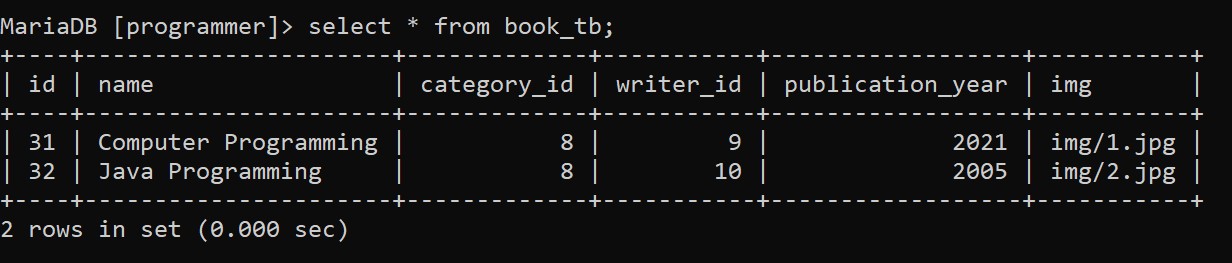 MariaDB [programmer]> select * from book_tb;
+----+----------------------+-------------+-----------+------------------+-----------+
| id | name                 | category_id | writer_id | publication_year | img       |
+----+----------------------+-------------+-----------+------------------+-----------+
| 31 | Computer Programming |           8 |         9 |             2021 | img/1.jpg |
| 32 | Java Programming     |           8 |        10 |             2005 | img/2.jpg |
+----+----------------------+-------------+-----------+------------------+-----------+
2 rows in set (0.000 sec)